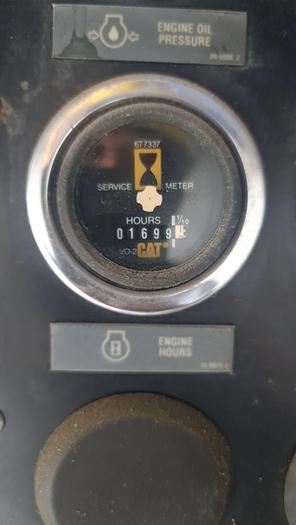 ENGINE OIL
PRESSURE
6T7337
SERVICE METER
HOURS 1/10
01699
CAT
ENGINE
HOURS